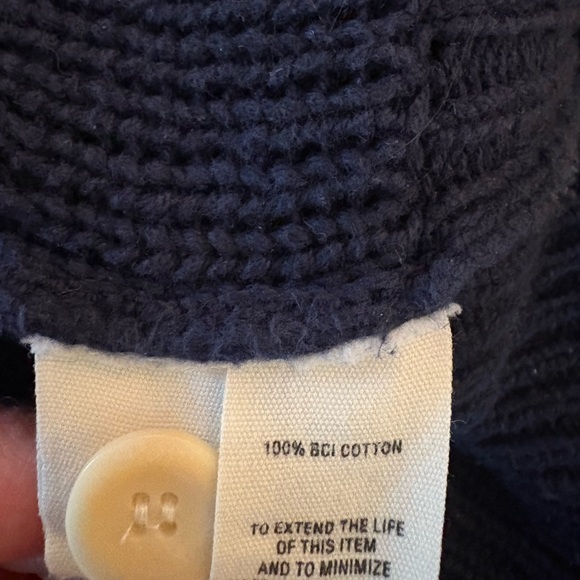 100% BCI COTTON
TO EXTEND THE LIFE
OF THIS ITEM
AND TO MINIMIZE